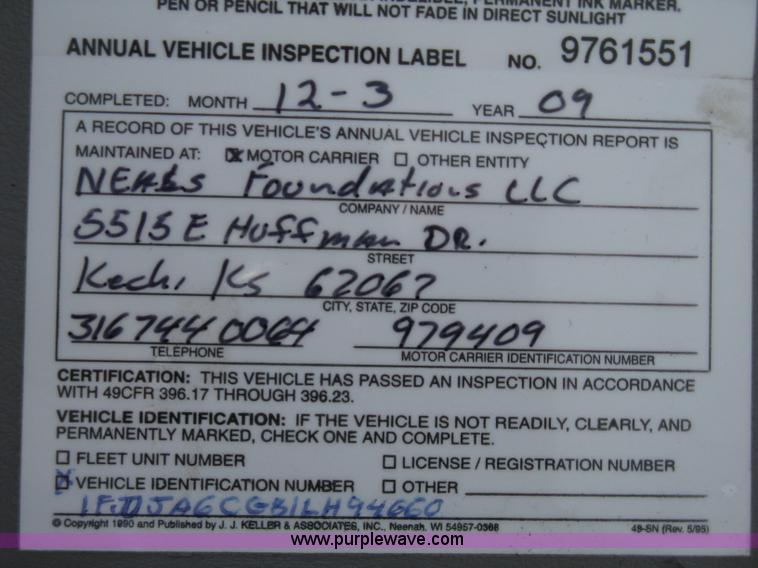 PERMANENT INK MARKER.
PEN OR PENCIL THAT WILL NOT FADE IN DIRECT SUNLIGHT
ANNUAL VEHICLE INSPECTION LABEL NO. 9761551
COMPLETED: MONTH 12-3 YEAR 09
A RECORD OF THIS VEHICLE'S ANNUAL VEHICLE INSPECTION REPORT IS
MAINTAINED AT: MOTOR CARRIER OTHER ENTITY
NEALS Foundations LLC
COMPANY / NAME
5515 E Huffman DR.
STREET
Kechi Ks 62067
CITY, STATE, ZIP CODE
3167440064 979409
TELEPHONE MOTOR CARRIER IDENTIFICATION NUMBER
CERTIFICATION: THIS VEHICLE HAS PASSED AN INSPECTION IN ACCORDANCE
WITH 49CFR 396.17 THROUGH 396.23.
VEHICLE IDENTIFICATION: IF THE VEHICLE IS NOT READILY, CLEARLY, AND
PERMANENTLY MARKED, CHECK ONE AND COMPLETE.
FLEET UNIT NUMBER LICENSE / REGISTRATION NUMBER
VEHICLE IDENTIFICATION NUMBER OTHER
1FDJA6CGB1LH94660
© Copyright 1990 and Published by J. J. KELLER & ASSOCIATES, INC., Neenah, WI 54957-0368 48-SN (Rev. 5/95)
www.purplewave.com